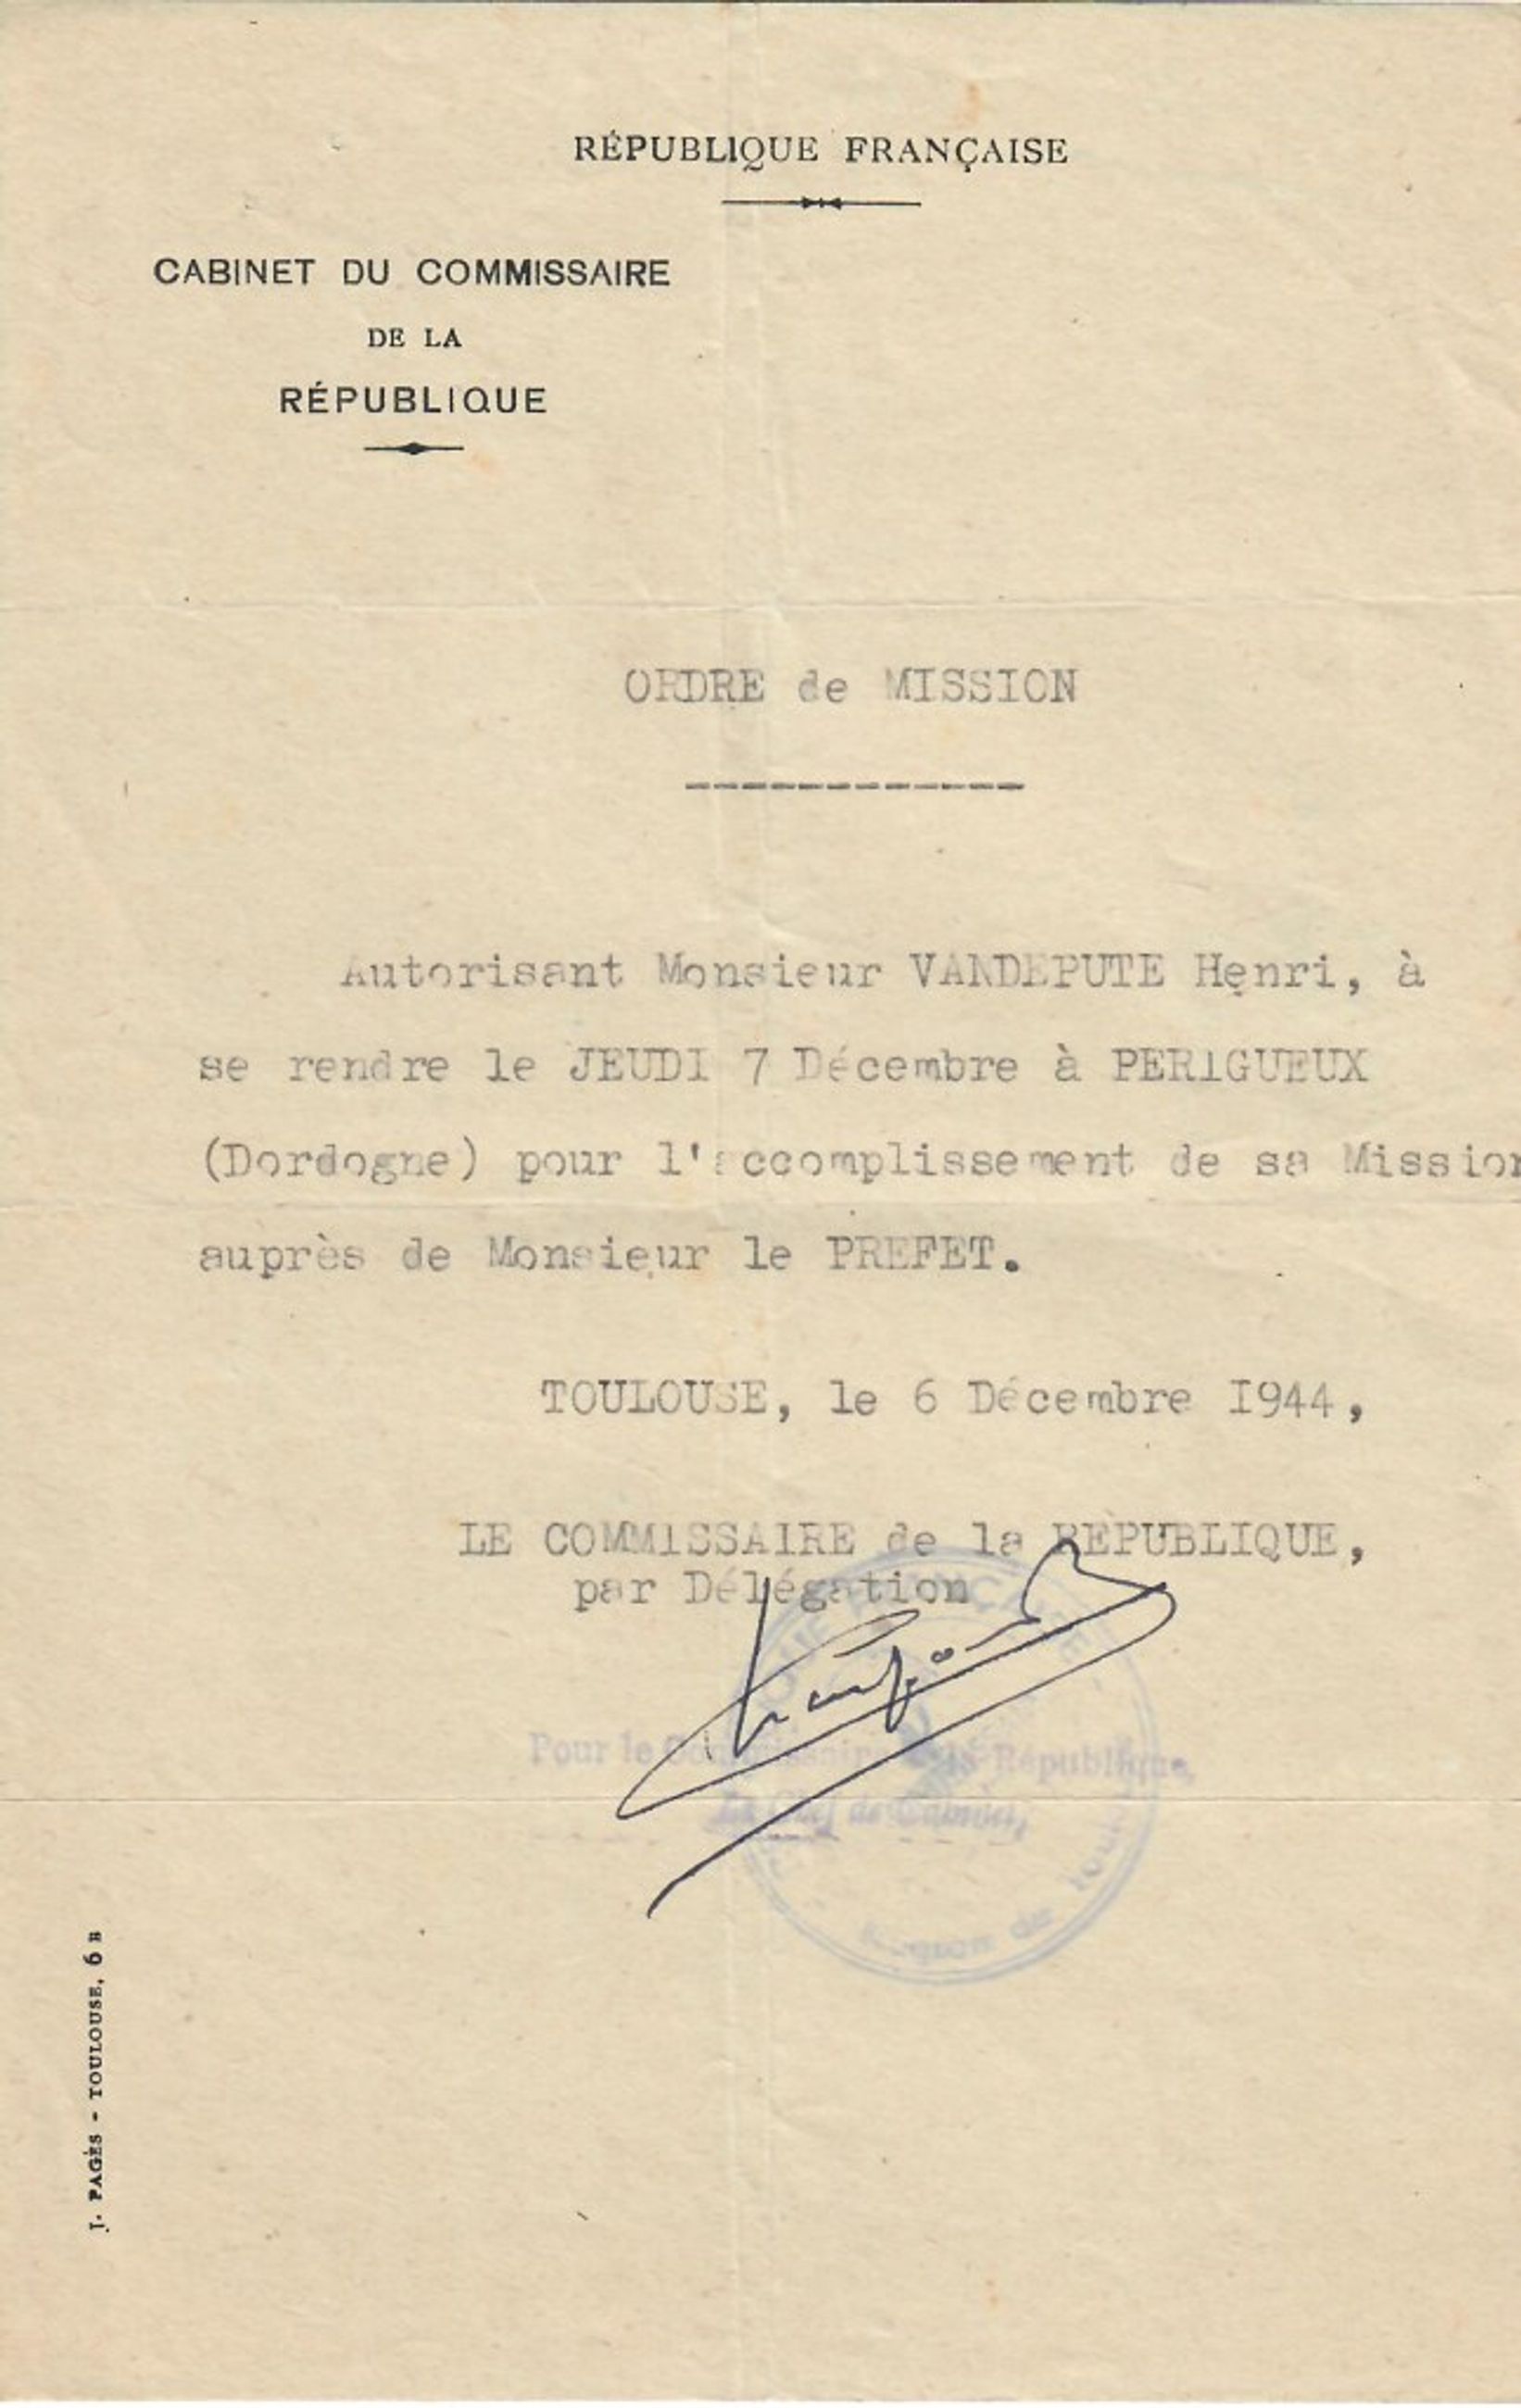 RÉPUBLIQUE FRANÇAISE
CABINET DU COMMISSAIRE
DE LA
RÉPUBLIQUE
ORDRE de MISSION
Autorisant Monsieur VANDEPUTE Henri, à
se rendre le JEUDI 7 Décembre à PERIGUEUX
(Dordogne) pour l'accomplissement de sa Mission
auprès de Monsieur le PREFET.
TOULOUSE, le 6 Décembre 1944,
LE COMMISSAIRE de la REPUBLIQUE,
par Délégation
Pour le Commissaire de la République,
Le Chef de Cabinet,
J. PAGÈS - TOULOUSE, 6 B